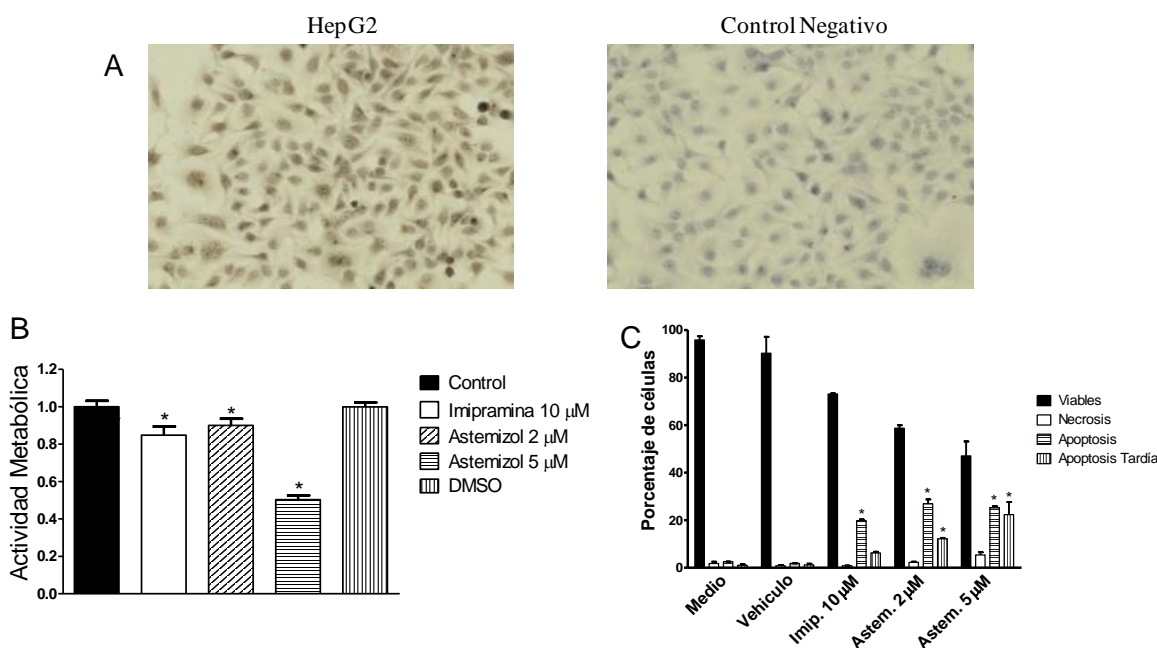 HepG2
Control Negativo
A
B
Actividad Metabólica
1.2
1.0
0.8
0.6
0.4
0.2
0.0
*
*
*
Control
Imipramina 10 µM
Astemizol 2 µM
Astemizol 5 µM
DMSO
C
Porcentaje de células
100
80
60
40
20
0
*
*
*
*
*
Medio
Vehiculo
Imip. 10 µM
Astem. 2 µM
Astem. 5 µM
Viables
Necrosis
Apoptosis
Apoptosis Tardía